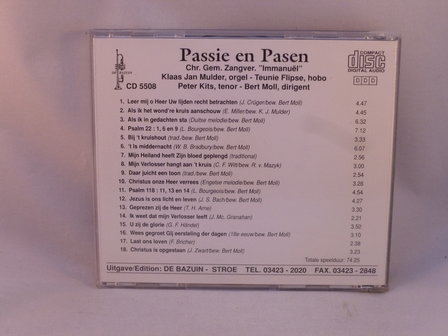 Passie en Pasen
Chr. Gem. Zangver. "Immanuël"
Klaas Jan Mulder, orgel - Teunie Flipse, hobo
Peter Kits, tenor - Bert Moll, dirigent
DE BAZUIN
CD 5508
COMPACT
disc
DIGITAL AUDIO
DDD
1. Leer mij o Heer Uw lijden recht betrachten (J. Crüger/bew. Bert Moll) 4.47
2. Als ik het wond're kruis aanschouw (E. Miller/bew. K.J. Mulder) 4.45
3. Als ik in gedachten sta (Duitse melodie/bew. Bert Moll) 6.32
4. Psalm 22 : 1, 5 en 9 (L. Bourgeois/bew. Bert Moll) 7.12
5. Bij 't kruishout (trad./bew. Bert Moll) 3.33
6. 't Is middernacht (W. B. Bradbury/bew. Bert Moll) 6.07
7. Mijn Heiland heeft Zijn bloed geplengd (traditional) 2.56
8. Mijn Verlosser hangt aan 't kruis (C. F. Witt/bew. R. v. Mazyk) 3.00
9. Daar juicht een toon (trad./bew. Bert Moll) 2.54
10. Christus onze Heer verrees (Engelse melodie/bew. Bert Moll) 3.28
11. Psalm 118 : 11, 13 en 14 (L. Bourgeois/bew. Bert Moll) 4.54
12. Jezus is ons licht en leven (J. S. Bach/bew. Bert Moll) 3.21
13. Geprezen zij de Heer (T. H. Arne) 3.30
14. Ik weet dat mijn Verlosser leeft (J. Mc. Granahan) 2.21
15. U zij de glorie (G. F. Händel) 3.51
16. Wees gegroet Gij eersteling der dagen (18e eeuw/bew. Bert Moll) 3.10
17. Laat ons loven (F. Bricher) 2.38
18. Christus is opgestaan (J. Zwart/bew. Bert Moll) 3.23
Totale speelduur: 74.25
Uitgave/Edition: DE BAZUIN - STROE TEL. 03423 - 2020 FAX. 03423 - 2848